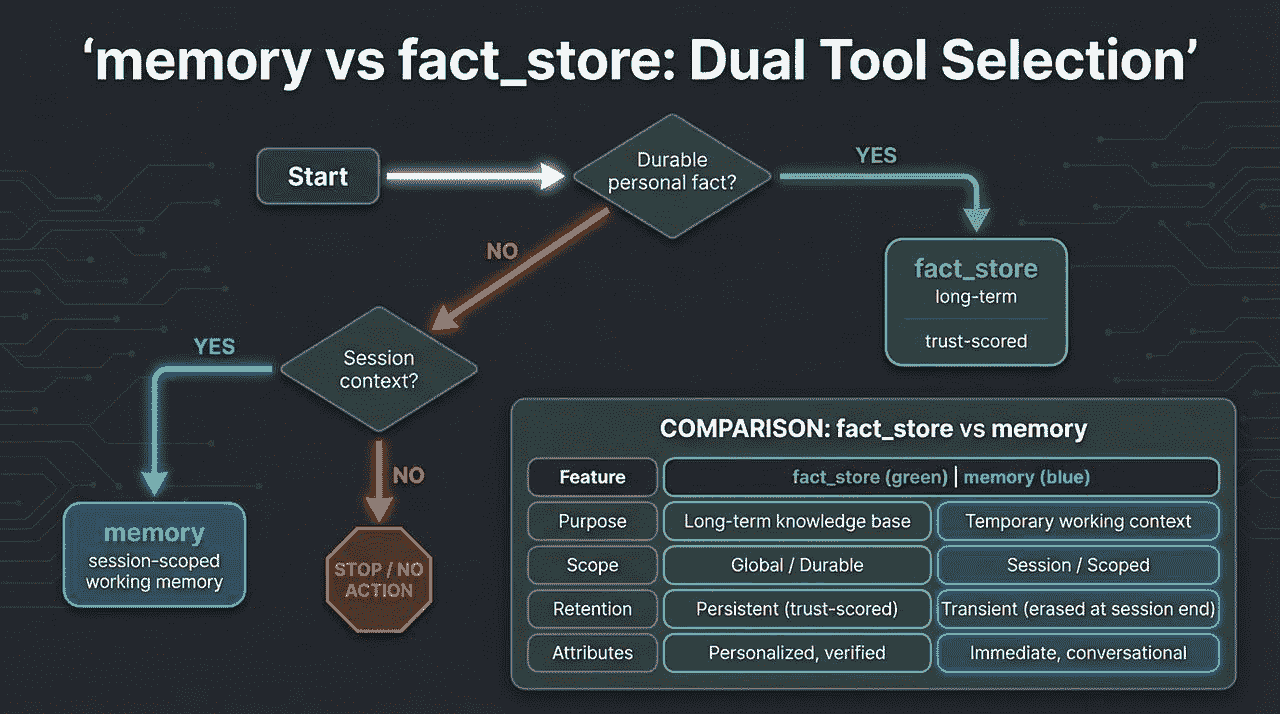 ‘memory vs fact_store: Dual Tool Selection’
Start
Durable
personal fact?
YES
NO
fact_store
long-term
trust-scored
YES
Session
context?
NO
memory
session-scoped
working memory
STOP / NO
ACTION
COMPARISON: fact_store vs memory
Feature
fact_store (green) | memory (blue)
Purpose
Long-term knowledge base
Temporary working context
Scope
Global / Durable
Session / Scoped
Retention
Persistent (trust-scored)
Transient (erased at session end)
Attributes
Personalized, verified
Immediate, conversational